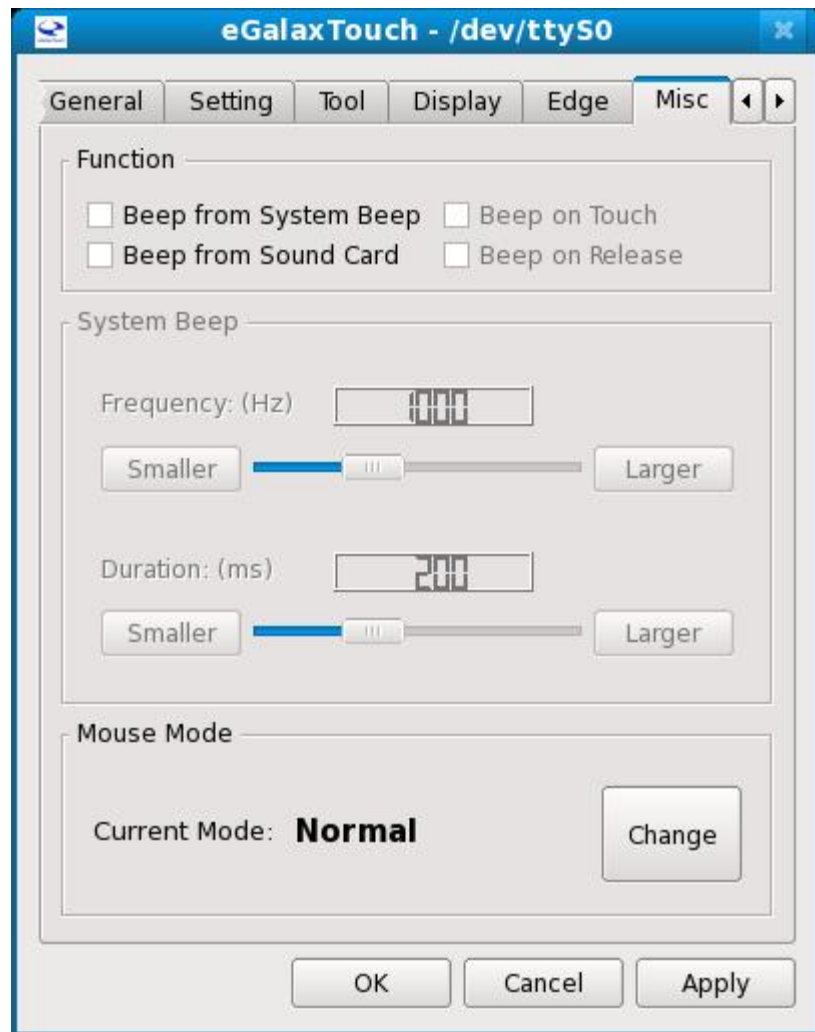 eGalaxTouch - /dev/ttyS0
General Setting Tool Display Edge Misc
Function
Beep from System Beep Beep on Touch
Beep from Sound Card Beep on Release
System Beep
Frequency: (Hz) 1000
Smaller Larger
Duration: (ms) 200
Smaller Larger
Mouse Mode
Current Mode: Normal Change
OK Cancel Apply